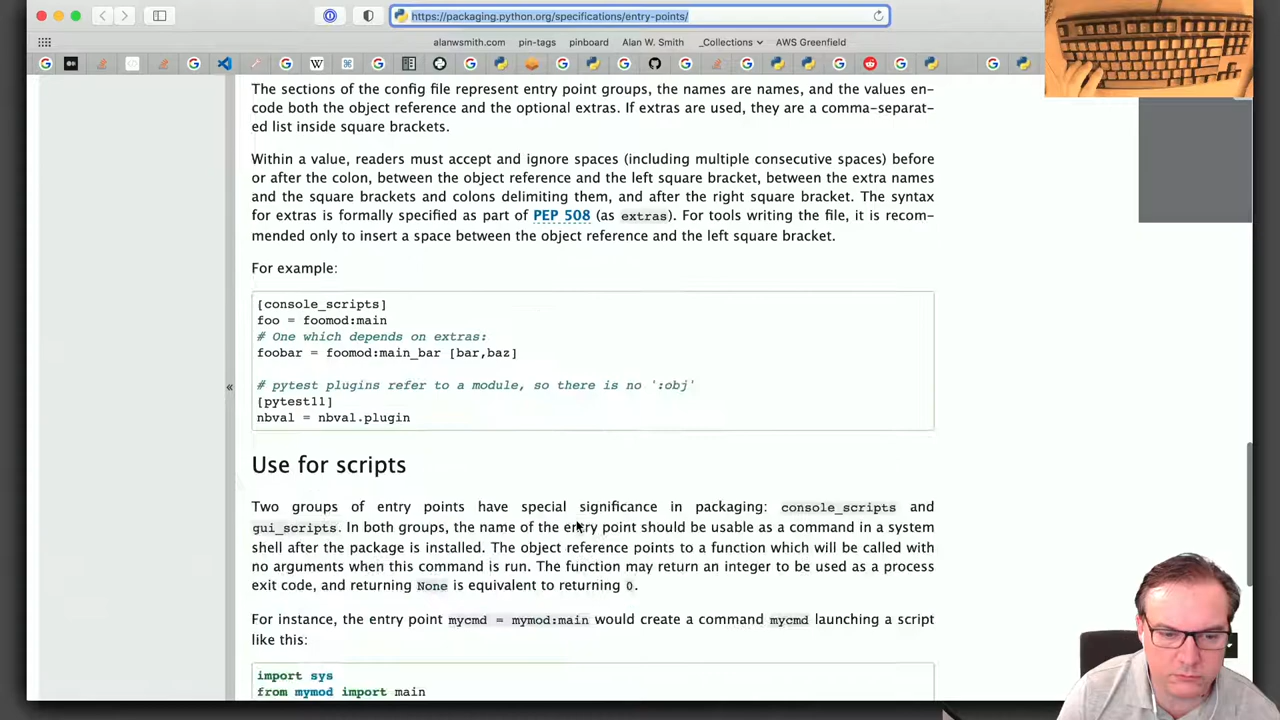 https://packaging.python.org/specifications/entry-points/
alanwsmith
pin-tags
pinboard
Alan W. Smith
_Collections
AWS Greenfield
The sections of the config file represent entry point groups, the names are names, and the values en-
code both the object reference and the optional extras. If extras are used, they are a comma-separat-
ed list inside square brackets.
Within a value, readers must accept and ignore spaces (including multiple consecutive spaces) before
or after the colon, between the object reference and the left square bracket, between the extra names
and the square brackets and colons delimiting them, and after the right square bracket. The syntax
for extras is formally specified as part of PEP 508 (as extras). For tools writing the file, it is recom-
mended only to insert a space between the object reference and the left square bracket.
For example:
[console_scripts]
foo = foomod:main
# One which depends on extras:
foobar = foomod:main_bar [bar,baz]
# pytest plugins refer to a module, so there is no ':obj'
[pytest11]
nbval = nbval.plugin
«
Use for scripts
Two groups of entry points have special significance in packaging: console_scripts and
gui_scripts. In both groups, the name of the entry point should be usable as a command in a system
shell after the package is installed. The object reference points to a function which will be called with
no arguments when this command is run. The function may return an integer to be used as a process
exit code, and returning None is equivalent to returning 0.
For instance, the entry point mycmd = mymod:main would create a command mycmd launching a script
like this:
import sys
from mymod import main